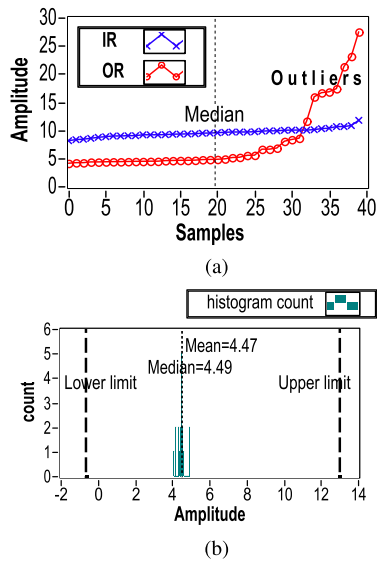 30
25
20
15
10
5
0
Amplitude
IR
OR
Outliers
Median
0 5 10 15 20 25 30 35 40
Samples
(a)
histogram count
6
5
4
3
2
1
0
count
Mean=4.47
Median=4.49
Lower limit
Upper limit
-2 0 2 4 6 8 10 12 14
Amplitude
(b)